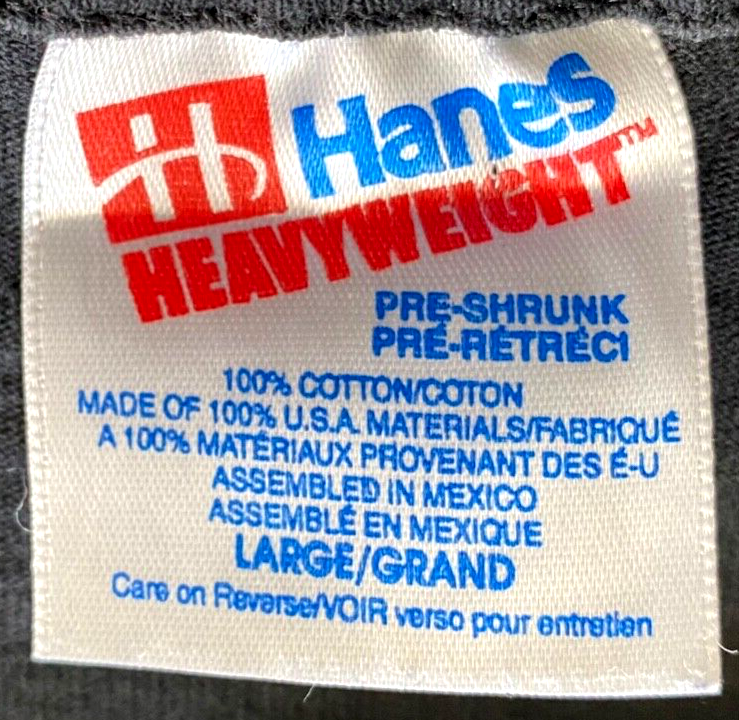 H Hanes
HEAVYWEIGHT™
PRE-SHRUNK
PRÉ-RÉTRÉCI
100% COTTON/COTON
MADE OF 100% U.S.A. MATERIALS/FABRIQUÉ
A 100% MATÉRIAUX PROVENANT DES É-U
ASSEMBLED IN MEXICO
ASSEMBLÉ EN MEXIQUE
LARGE/GRAND
Care on Reverse/VOIR verso pour entretien